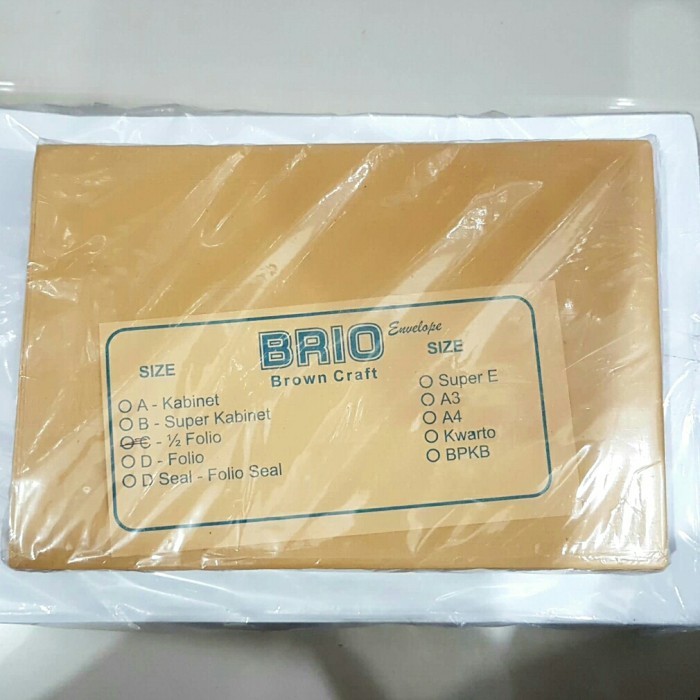 BRIO Envelope
Brown Craft
SIZE
A - Kabinet
B - Super Kabinet
C - ½ Folio
D - Folio
D Seal - Folio Seal
SIZE
Super E
A3
A4
Kwarto
BPKB